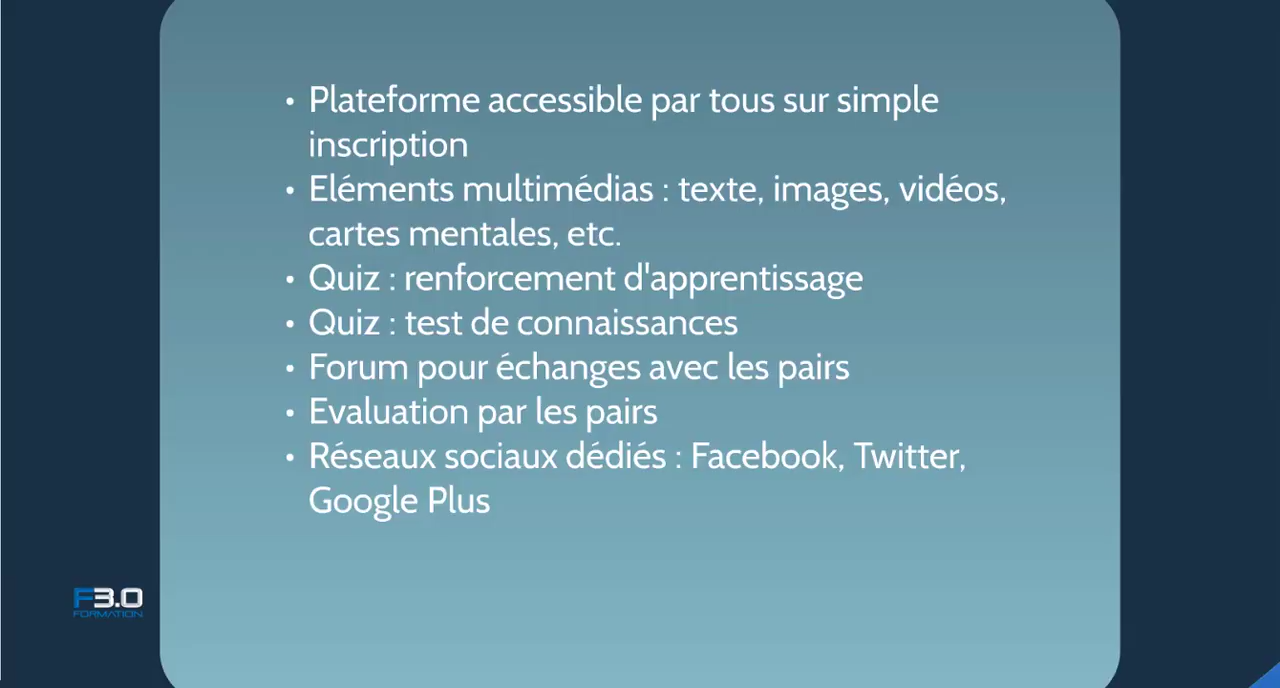 • Plateforme accessible par tous sur simple
inscription
• Eléments multimédias : texte, images, vidéos,
cartes mentales, etc.
• Quiz : renforcement d'apprentissage
• Quiz : test de connaissances
• Forum pour échanges avec les pairs
• Evaluation par les pairs
• Réseaux sociaux dédiés : Facebook, Twitter,
Google Plus
F3.0
FORMATION